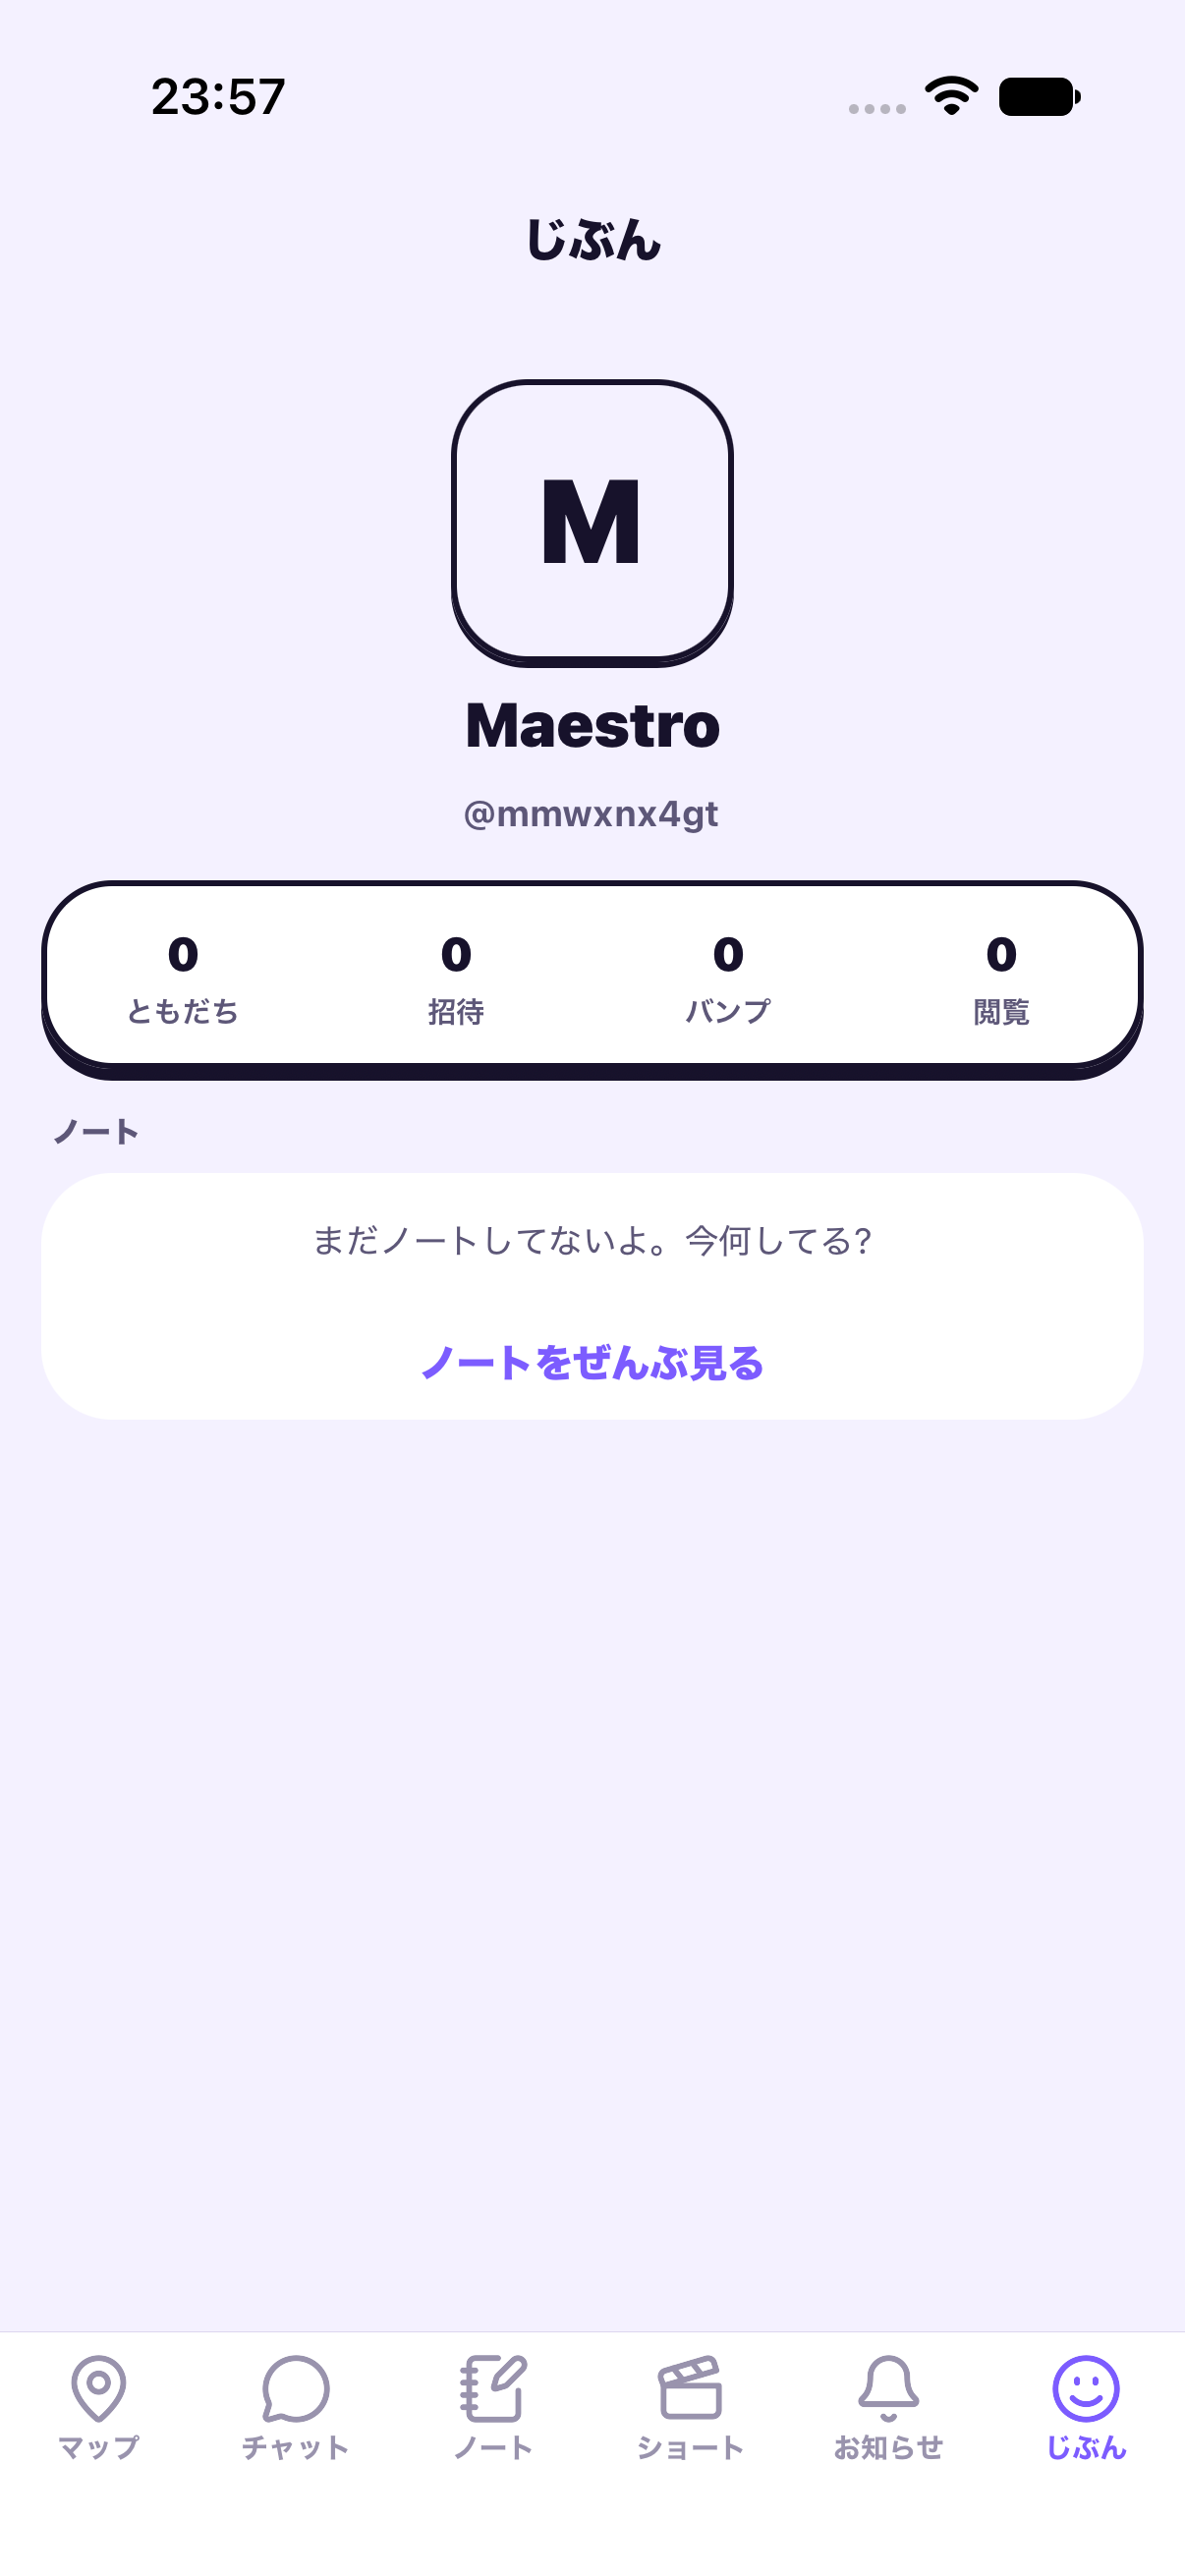 23:57
じぶん
M
Maestro
@mmwxnx4gt
0 0 0 0
ともだち 招待 バンプ 閲覧
ノート
まだノートしてないよ。今何してる?
ノートをぜんぶ見る
マップ チャット ノート ショート お知らせ じぶん